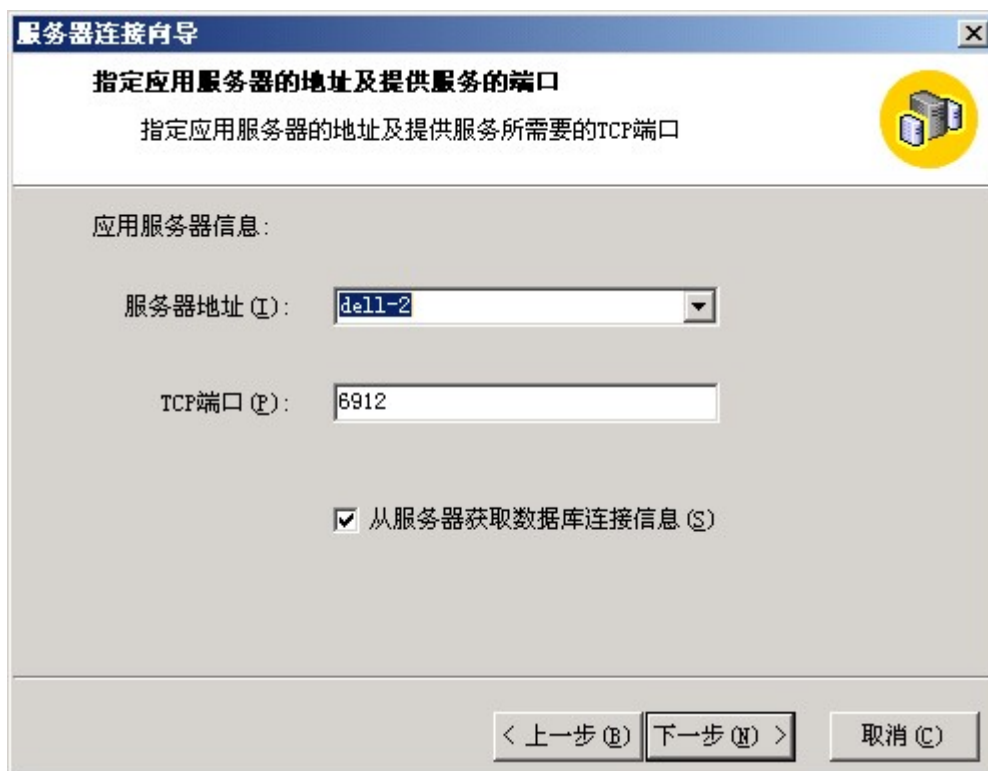 服务器连接向导
指定应用服务器的地址及提供服务的端口
指定应用服务器的地址及提供服务所需要的TCP端口
应用服务器信息:
服务器地址(I): dell-2
TCP端口(P): 6912
从服务器获取数据库连接信息(S)
< 上一步(B) 下一步(N) > 取消(C)